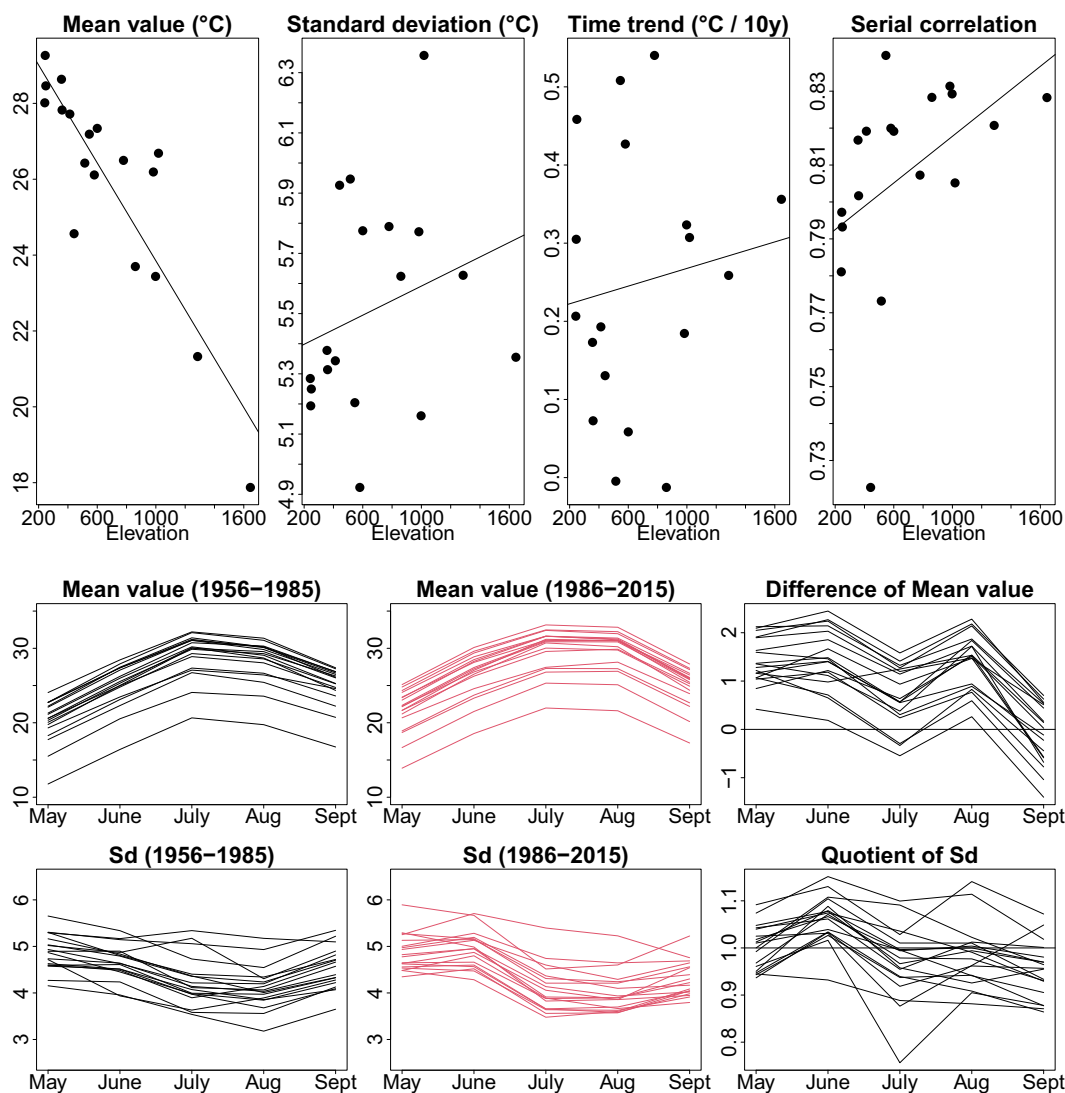 Mean value (°C) Standard deviation (°C) Time trend (°C / 10y) Serial correlation
18 20 22 24 26 28
4.9 5.1 5.3 5.5 5.7 5.9 6.1 6.3
0.0 0.1 0.2 0.3 0.4 0.5
0.73 0.75 0.77 0.79 0.81 0.83
200 600 1000 1600 200 600 1000 1600 200 600 1000 1600 200 600 1000 1600
Elevation Elevation Elevation Elevation
Mean value (1956−1985) Mean value (1986−2015) Difference of Mean value
10 20 30
10 20 30
−1 0 1 2
May June July Aug Sept May June July Aug Sept May June July Aug Sept
Sd (1956−1985) Sd (1986−2015) Quotient of Sd
3 4 5 6
3 4 5 6
0.8 0.9 1.0 1.1
May June July Aug Sept May June July Aug Sept May June July Aug Sept